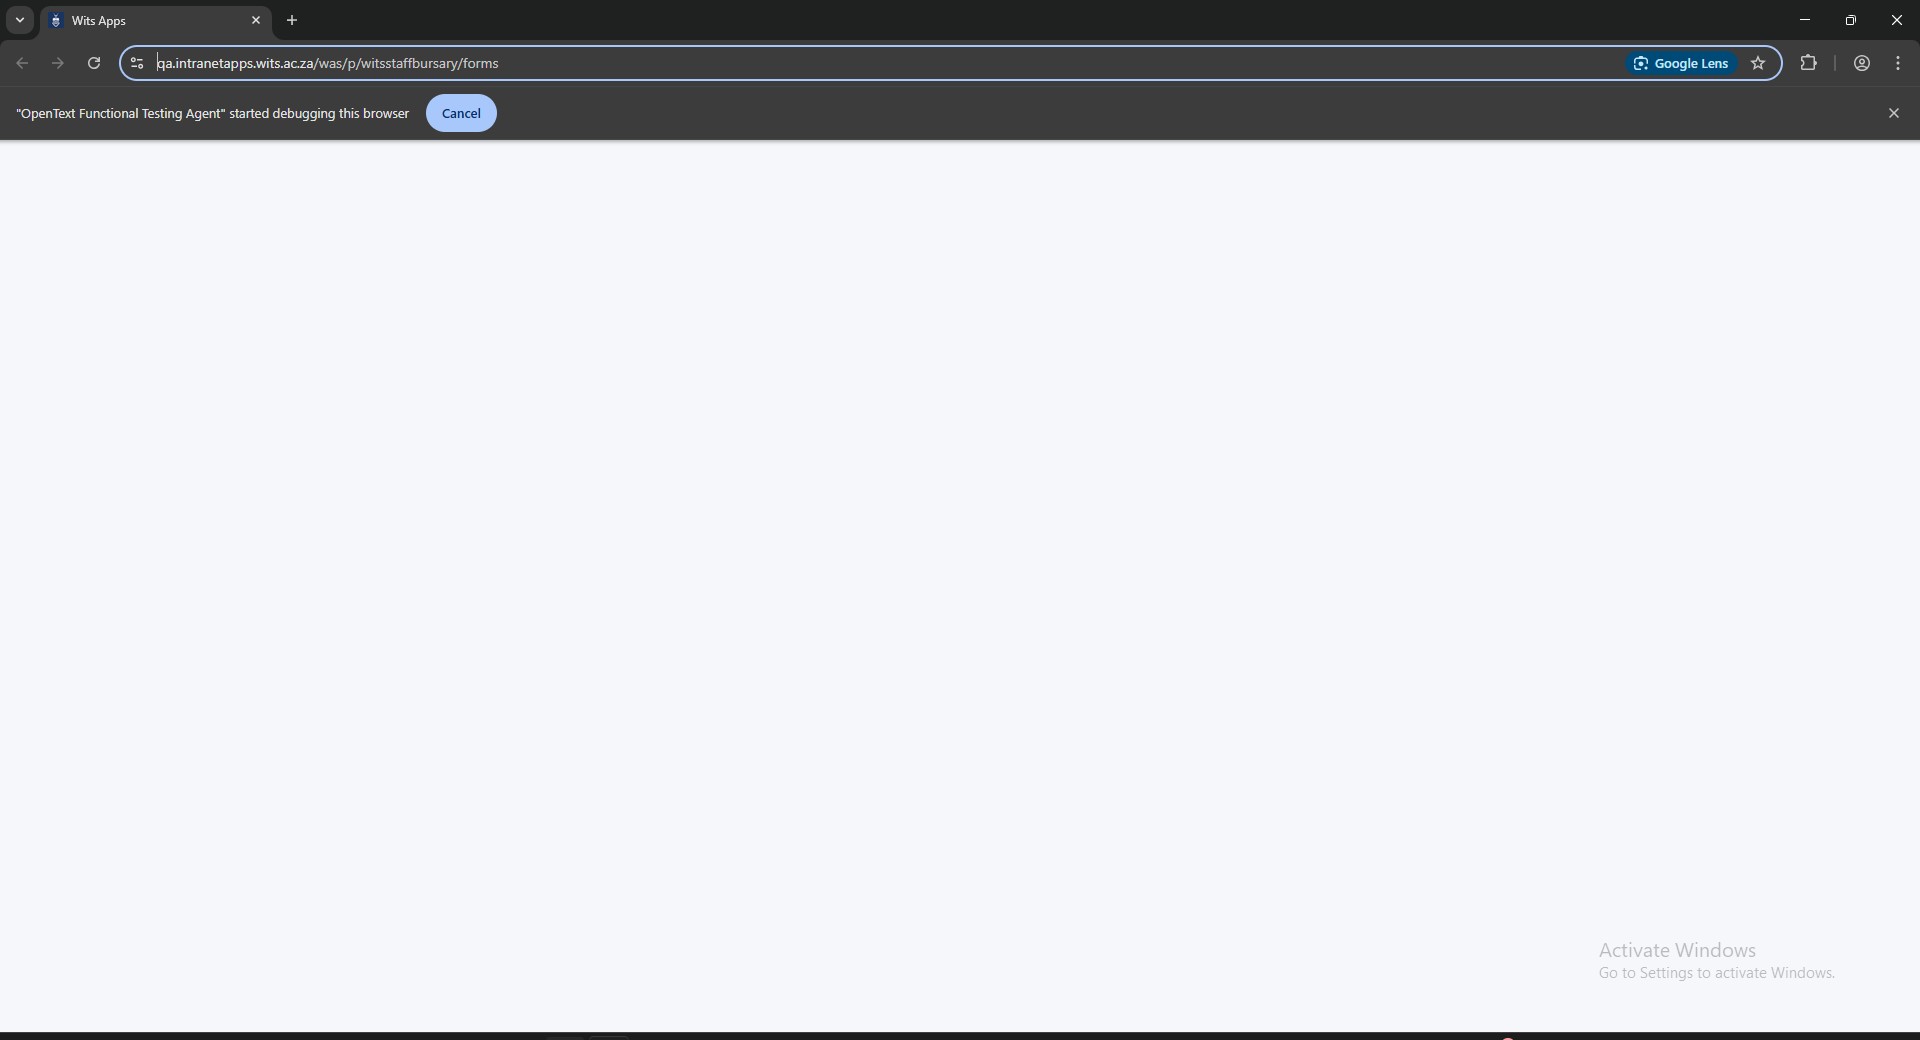 Wits Apps
qa.intranetapps.wits.ac.za/was/p/witsstaffbursary/forms
Google Lens
"OpenText Functional Testing Agent" started debugging this browser
Cancel
Activate Windows
Go to Settings to activate Windows.